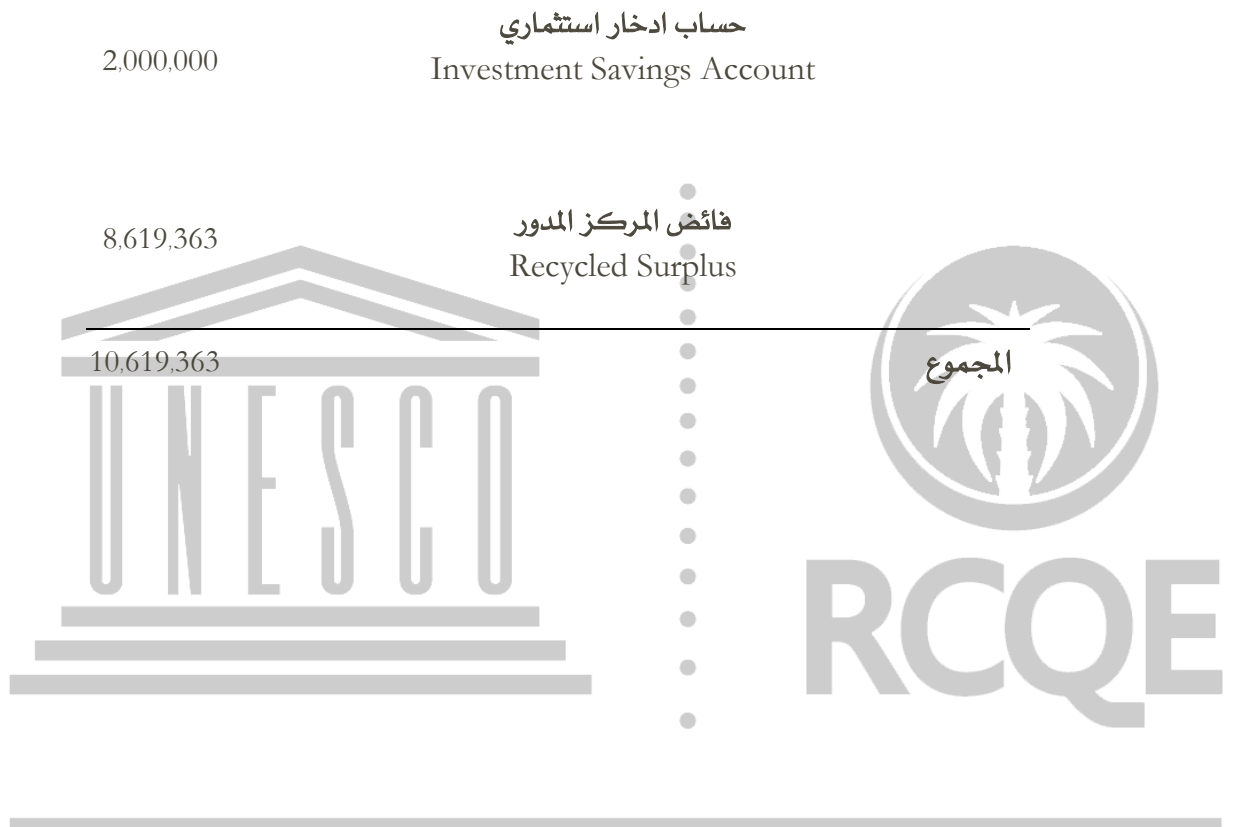 حساب ادخار استثماري
Investment Savings Account
2,000,000
فائض المركز المدور
Recycled Surplus
8,619,363
المجموع
10,619,363
UNESCO
RCQE